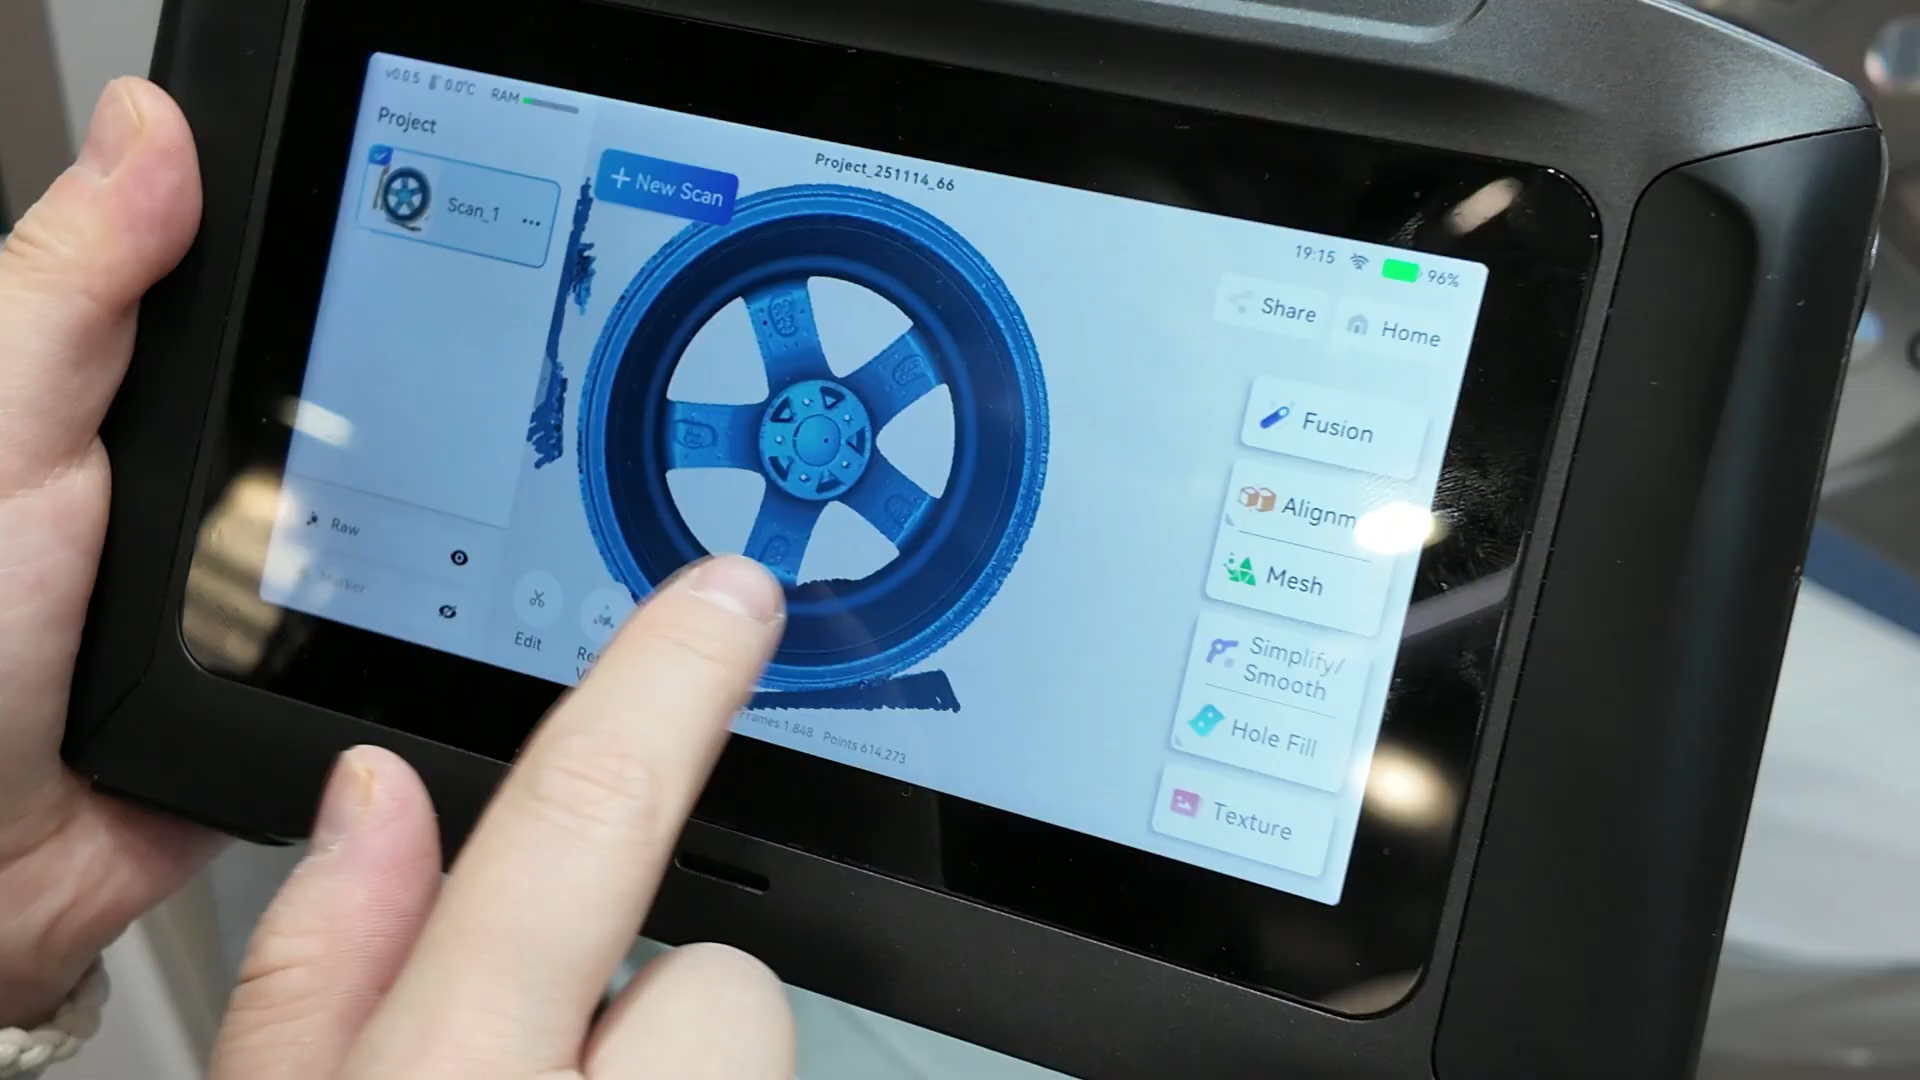 v0.0.5 0.0°C RAM
Project
Scan_1
+ New Scan
Project_251114_66
19:15 96%
Share
Home
Fusion
Alignm
Mesh
Simplify/
Smooth
Hole Fill
Texture
Raw
Marker
Edit
Frames 1,848 Points 614,273